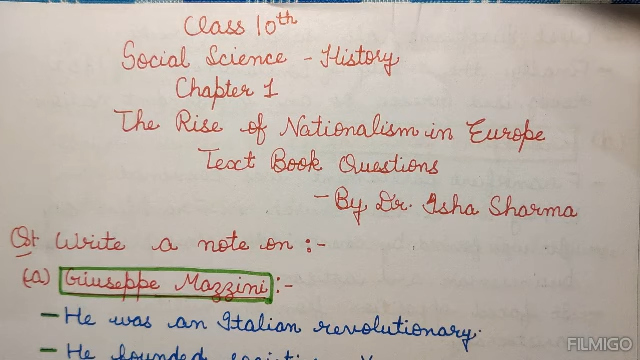 Class 10th
Social Science - History
Chapter 1
The Rise of Nationalism in Europe
Text Book Questions
- By Dr. Isha Sharma
Q1 Write a note on :-
(a) Giuseppe Mazzini :-
- He was an Italian revolutionary.
- He founded
FILMIGO